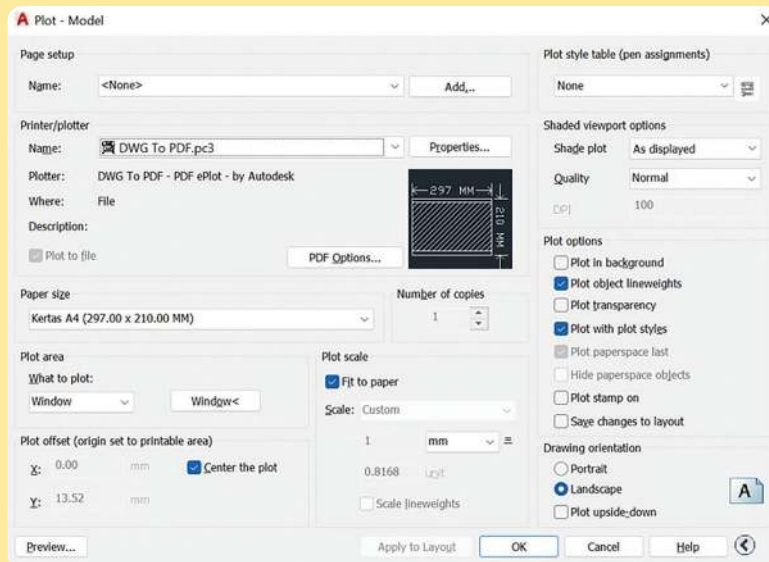 A Plot - Model
Page setup
Name: <None> Add...
Printer/plotter
Name: DWG To PDF.pc3 Properties...
Plotter: DWG To PDF - PDF ePlot - by Autodesk
Where: File
Description:
Plot to file
PDF Options...
297 MM
210 MM
Paper size
Kertas A4 (297.00 x 210.00 MM)
Number of copies
1
Plot area
What to plot:
Window Window<
Plot offset (origin set to printable area)
X: 0.00 mm Center the plot
Y: 13.52 mm
Plot scale
Fit to paper
Scale: Custom
1 mm =
0.8168 unit
Scale lineweights
Plot style table (pen assignments)
None
Shaded viewport options
Shade plot As displayed
Quality Normal
DPI 100
Plot options
Plot in background
Plot object lineweights
Plot transparency
Plot with plot styles
Plot paperspace last
Hide paperspace objects
Plot stamp on
Save changes to layout
Drawing orientation
Portrait
Landscape
Plot upside-down
A
Preview... Apply to Layout OK Cancel Help